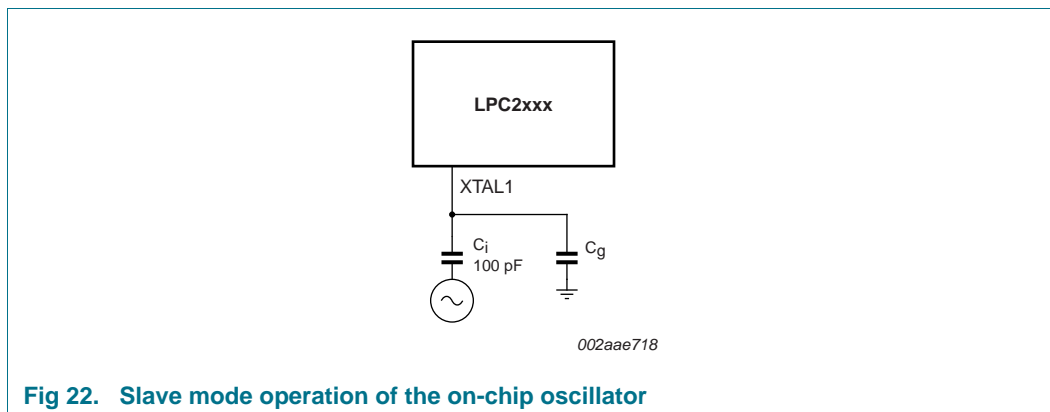 LPC2xxx
XTAL1
Ci
100 pF
Cg
002aae718
Fig 22. Slave mode operation of the on-chip oscillator